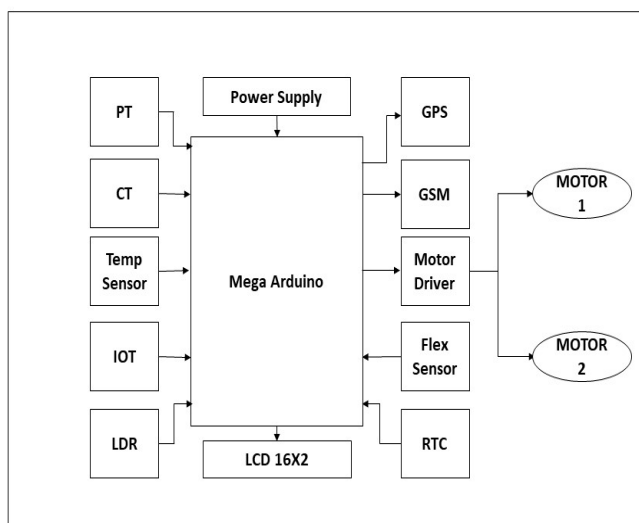 PT
Power Supply
GPS
CT
GSM
MOTOR
1
Temp
Sensor
Mega Arduino
Motor
Driver
IOT
Flex
Sensor
MOTOR
2
LDR
LCD 16X2
RTC